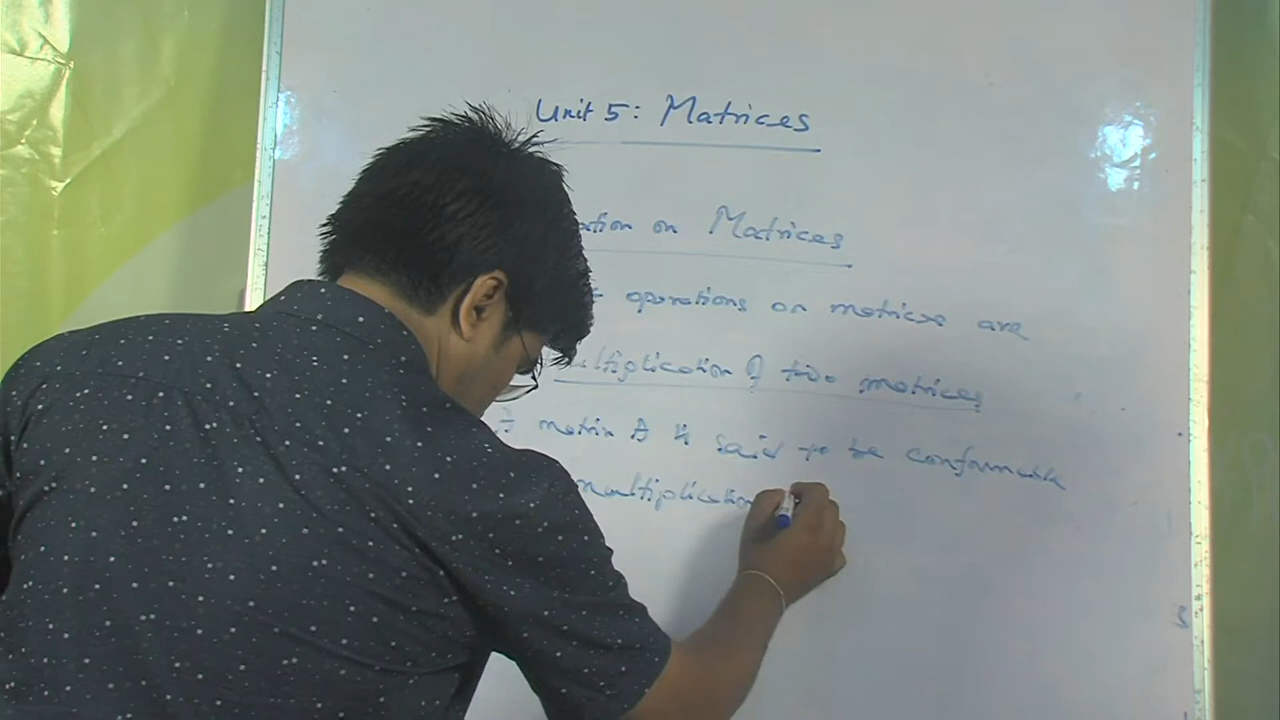 Unit 5: Matrices
ation on Matrices
operations on matrices are
ultiplication of two matrices
A matrix A is said to be conformable
multiplication